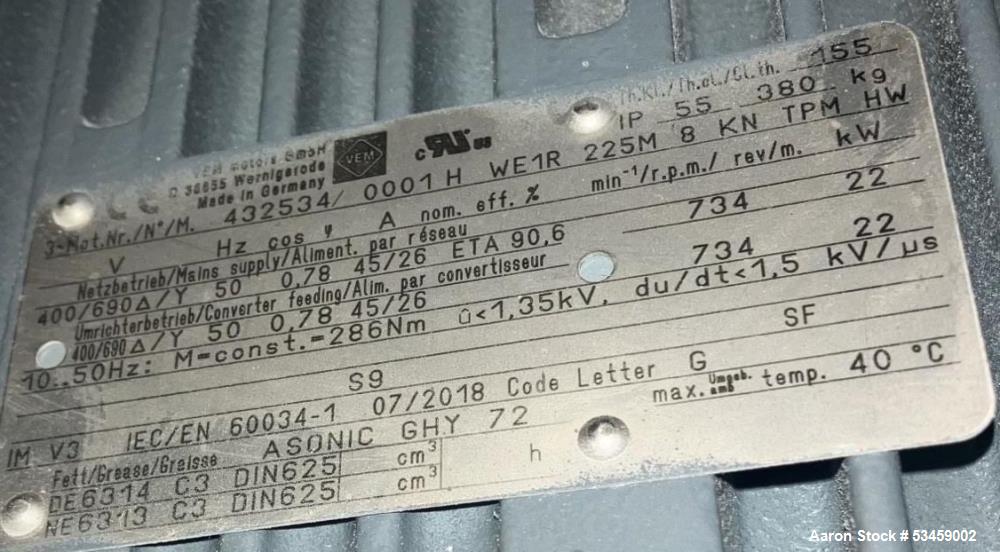 VEM motors GmbH
D 38855 Wernigerode
Made in Germany
VEM
c RU us
Th.Kl./Th.cl./Cl.th. 155
IP 55 380 kg
3~Mot.Nr./N°/M. 432534/ 0001 H WE1R 225M 8 KN TPM HW
V Hz cos φ A nom. eff. % min⁻¹/r.p.m./ rev/m. kW
Netzbetrieb/Mains supply/Aliment. par réseau
400/690Δ/Y 50 0,78 45/26 ETA 90,6 734 22
Umrichterbetrieb/Converter feeding/Alim. par convertisseur
400/690Δ/Y 50 0,78 45/26 734 22
10..50Hz: M=const.=286Nm û<1,35kV, du/dt<1,5 kV/µs
S9 SF
IM V3 IEC/EN 60034-1 07/2018 Code Letter G max. Umgeb. amb temp. 40 °C
Fett/Grease/Graisse ASONIC GHY 72
DE6314 C3 DIN625 cm³ h
NE6313 C3 DIN625 cm³
Aaron Stock # 53459002